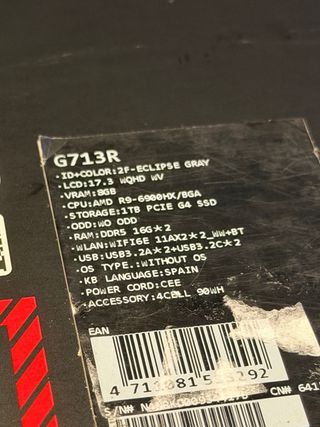 G713R
·ID+COLOR:2F-ECLIPSE GRAY
·LCD:17.3 WQHD WV
·VRAM:8GB
·CPU:AMD R9-6900HX/BGA
·STORAGE:1TB PCIE G4 SSD
·ODD:WO ODD
·RAM:DDR5 16G*2
·WLAN:WIFI6E 11AX2*2_WW+BT
·USB:USB3.2A*2+USB3.2C*2
·OS TYPE.:WITHOUT OS
·KB LANGUAGE:SPAIN
·POWER CORD:CEE
·ACCESSORY:4CELL 90WH
EAN
S/N#
CN#